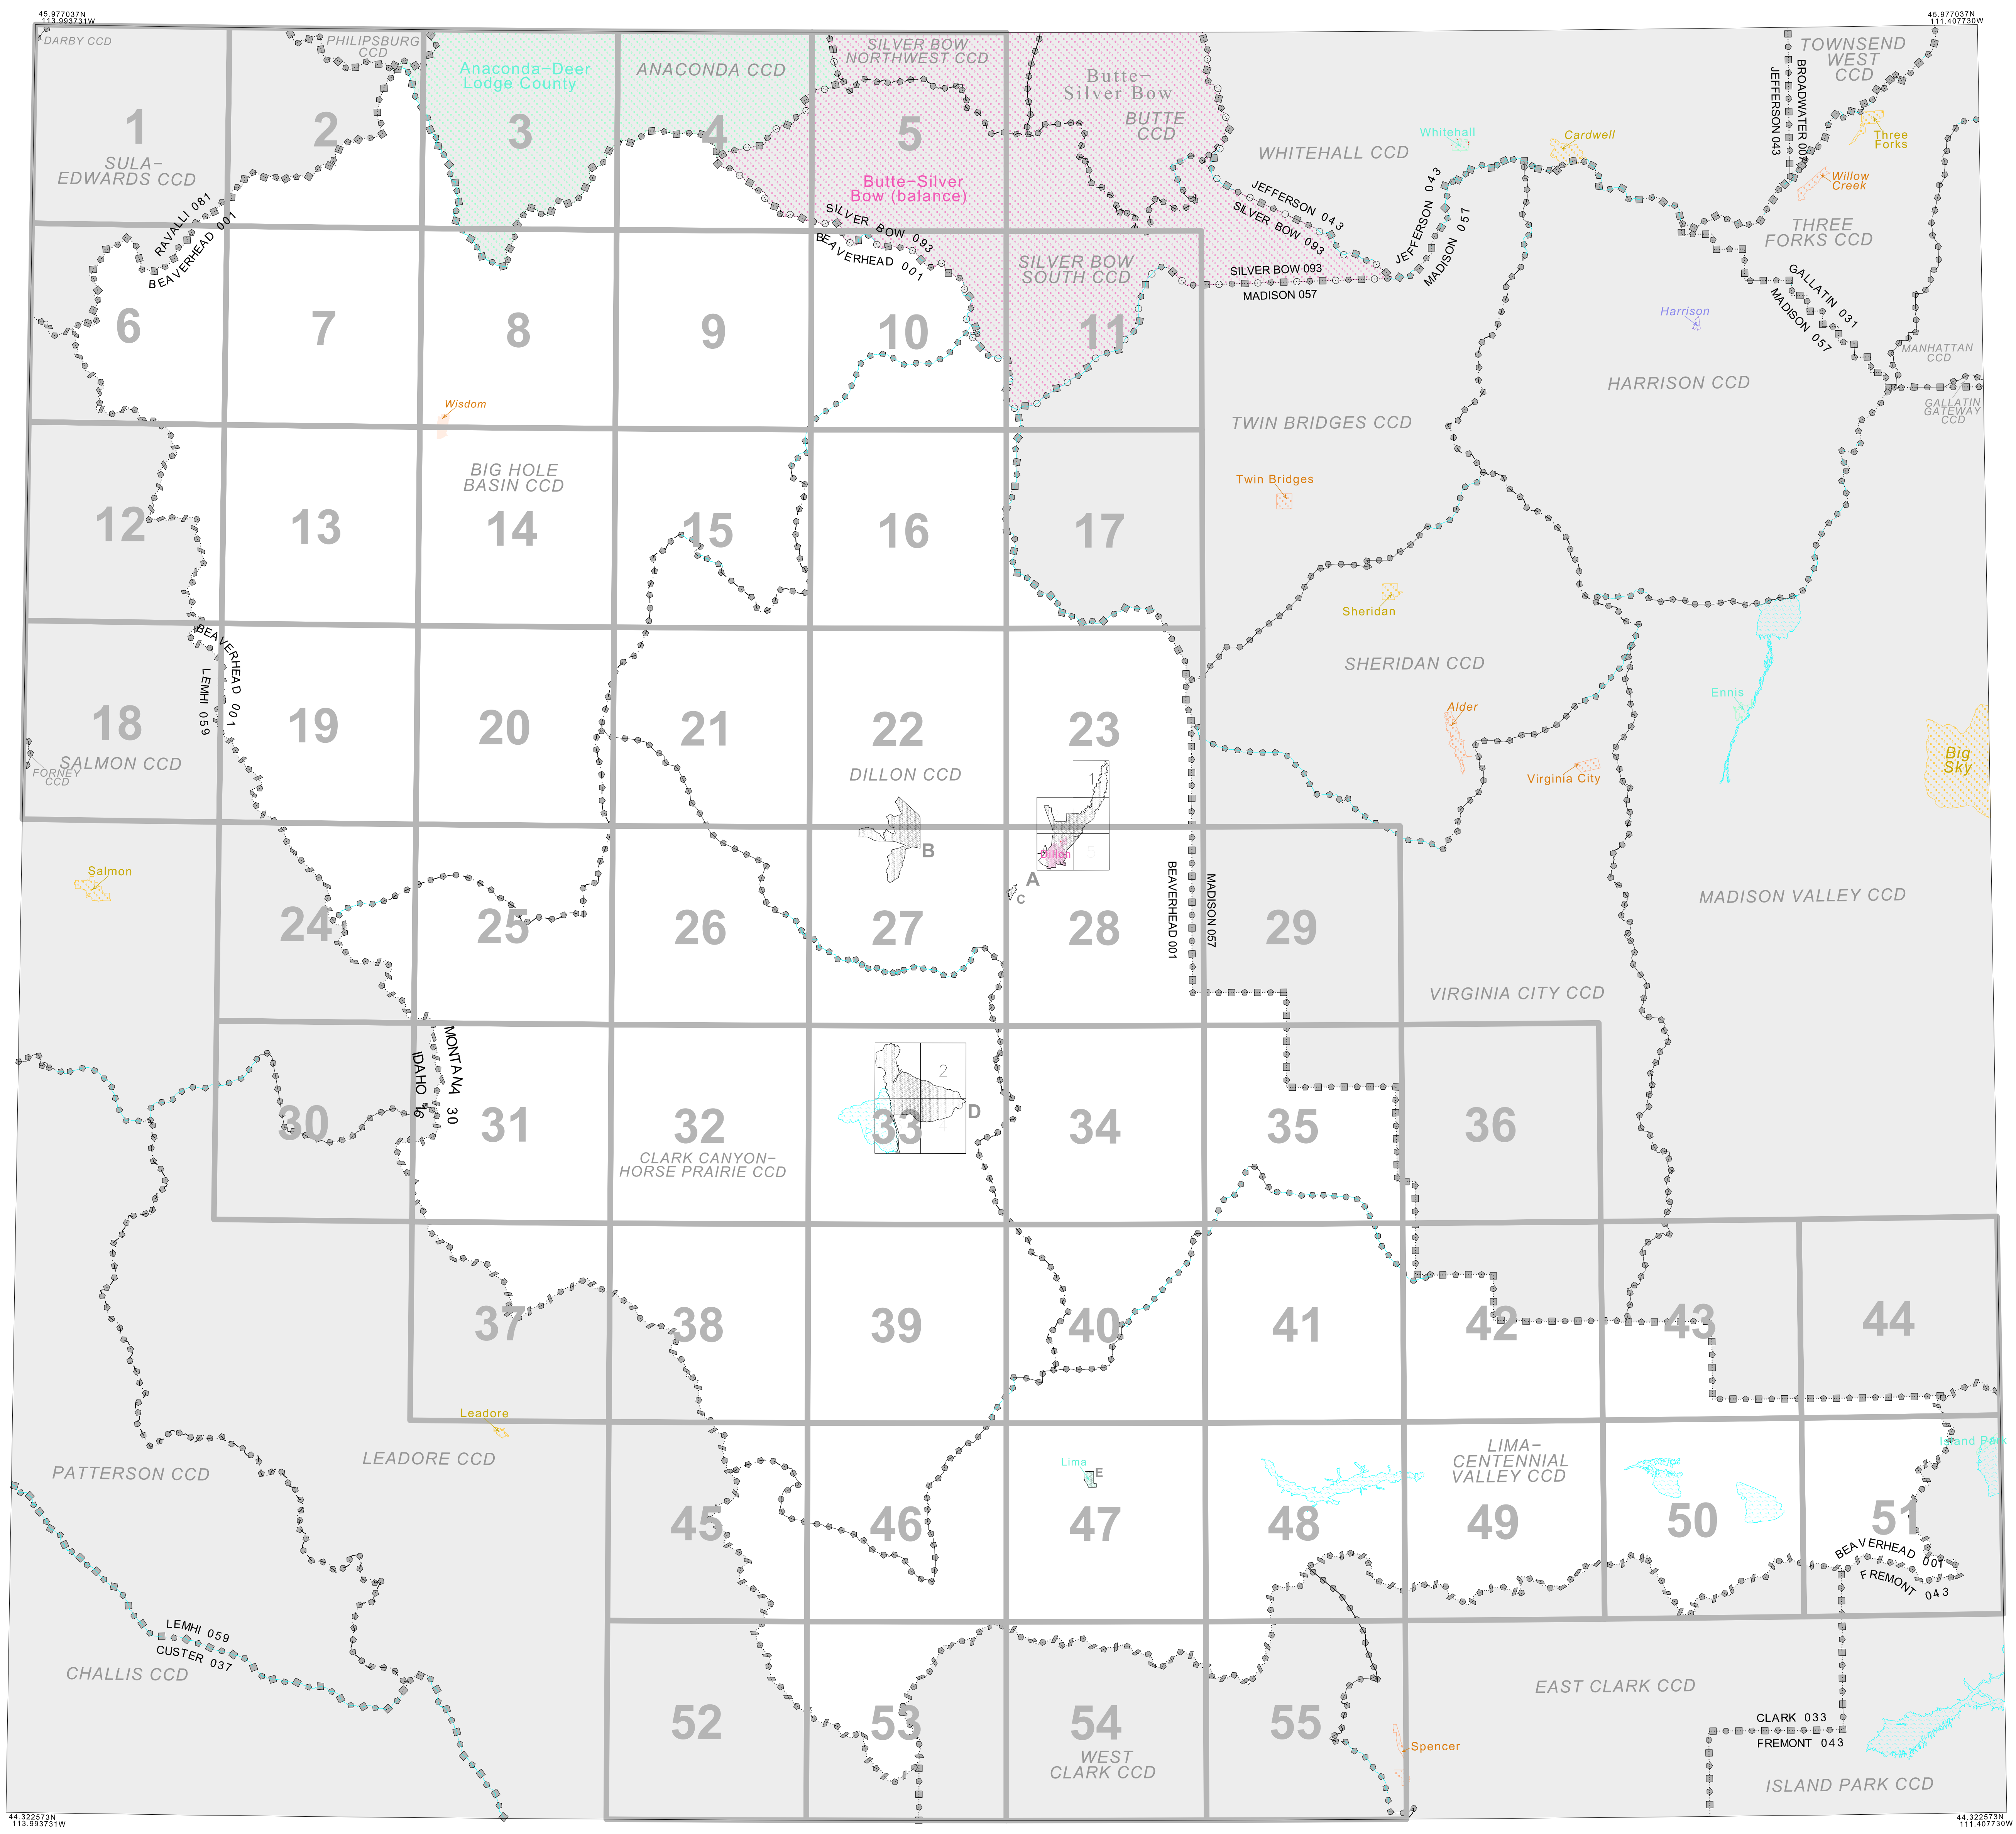 45.977037N
113.993731W
45.977037N
111.407730W
DARBY CCD
PHILIPSBURG
CCD
Anaconda-Deer
Lodge County
ANACONDA CCD
SILVER BOW
NORTHWEST CCD
Butte-
Silver Bow
BUTTE
CCD
JEFFERSON 043
BROADWATER 007
TOWNSEND
WEST
CCD
1
2
3
4
5
SULA-
EDWARDS CCD
Whitehall
WHITEHALL CCD
Cardwell
Three
Forks
Willow
Creek
THREE
FORKS CCD
Butte-Silver
Bow (balance)
RAVALLI 081
BEAVERHEAD 001
SILVER BOW 093
BEAVERHEAD 001
JEFFERSON 043
SILVER BOW 093
JEFFERSON 043
MADISON 057
SILVER BOW 093
MADISON 057
SILVER BOW
SOUTH CCD
GALLATIN 031
MADISON 057
6
7
8
9
10
11
Harrison
HARRISON CCD
MANHATTAN
CCD
GALLATIN
GATEWAY
CCD
Wisdom
TWIN BRIDGES CCD
BIG HOLE
BASIN CCD
Twin Bridges
12
13
14
15
16
17
Sheridan
SHERIDAN CCD
BEAVERHEAD 001
LEMHI 059
18
19
20
21
22
23
SALMON CCD
FORNEY
CCD
DILLON CCD
Ennis
Alder
Virginia City
Big
Sky
1
B
Dillon
5
A
C
Salmon
BEAVERHEAD 001
MADISON 057
MADISON VALLEY CCD
24
25
26
27
28
29
VIRGINIA CITY CCD
MONTANA 30
IDAHO 16
2
D
30
31
32
33
34
35
36
CLARK CANYON-
HORSE PRAIRIE CCD
37
38
39
40
41
42
43
44
Leadore
LEADORE CCD
PATTERSON CCD
Lima
E
LIMA-
CENTENNIAL
VALLEY CCD
Island Park
45
46
47
48
49
50
51
BEAVERHEAD 001
FREMONT 043
LEMHI 059
CUSTER 037
CHALLIS CCD
52
53
54
55
WEST
CLARK CCD
Spencer
EAST CLARK CCD
CLARK 033
FREMONT 043
ISLAND PARK CCD
44.322573N
113.993731W
44.322573N
111.407730W